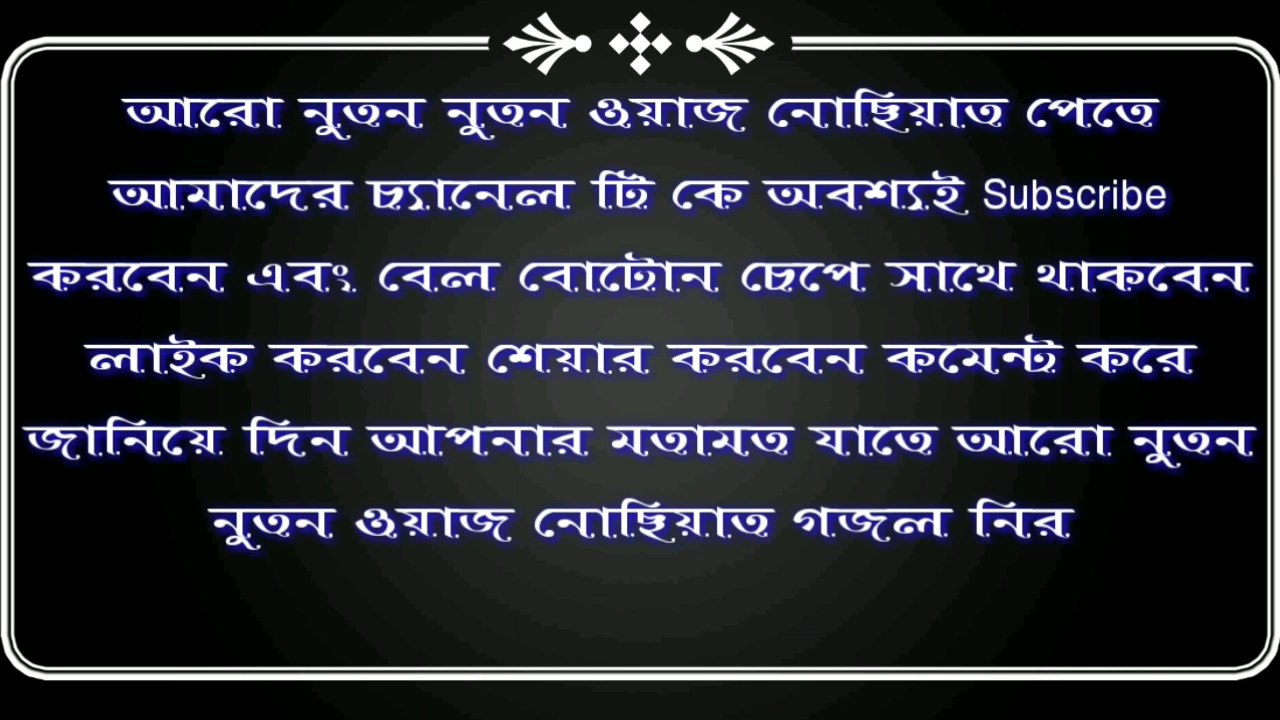 আরো নুতন নুতন ওয়াজ নোছিয়াত পেতে
আমাদের চ্যানেল টি কে অবশ্যই Subscribe
করবেন এবং বেল বোটোন চেপে সাথে থাকবেন
লাইক করবেন শেয়ার করবেন কমেন্ট করে
জানিয়ে দিন আপনার মতামত যাতে আরো নুতন
নুতন ওয়াজ নোছিয়াত গজল নির